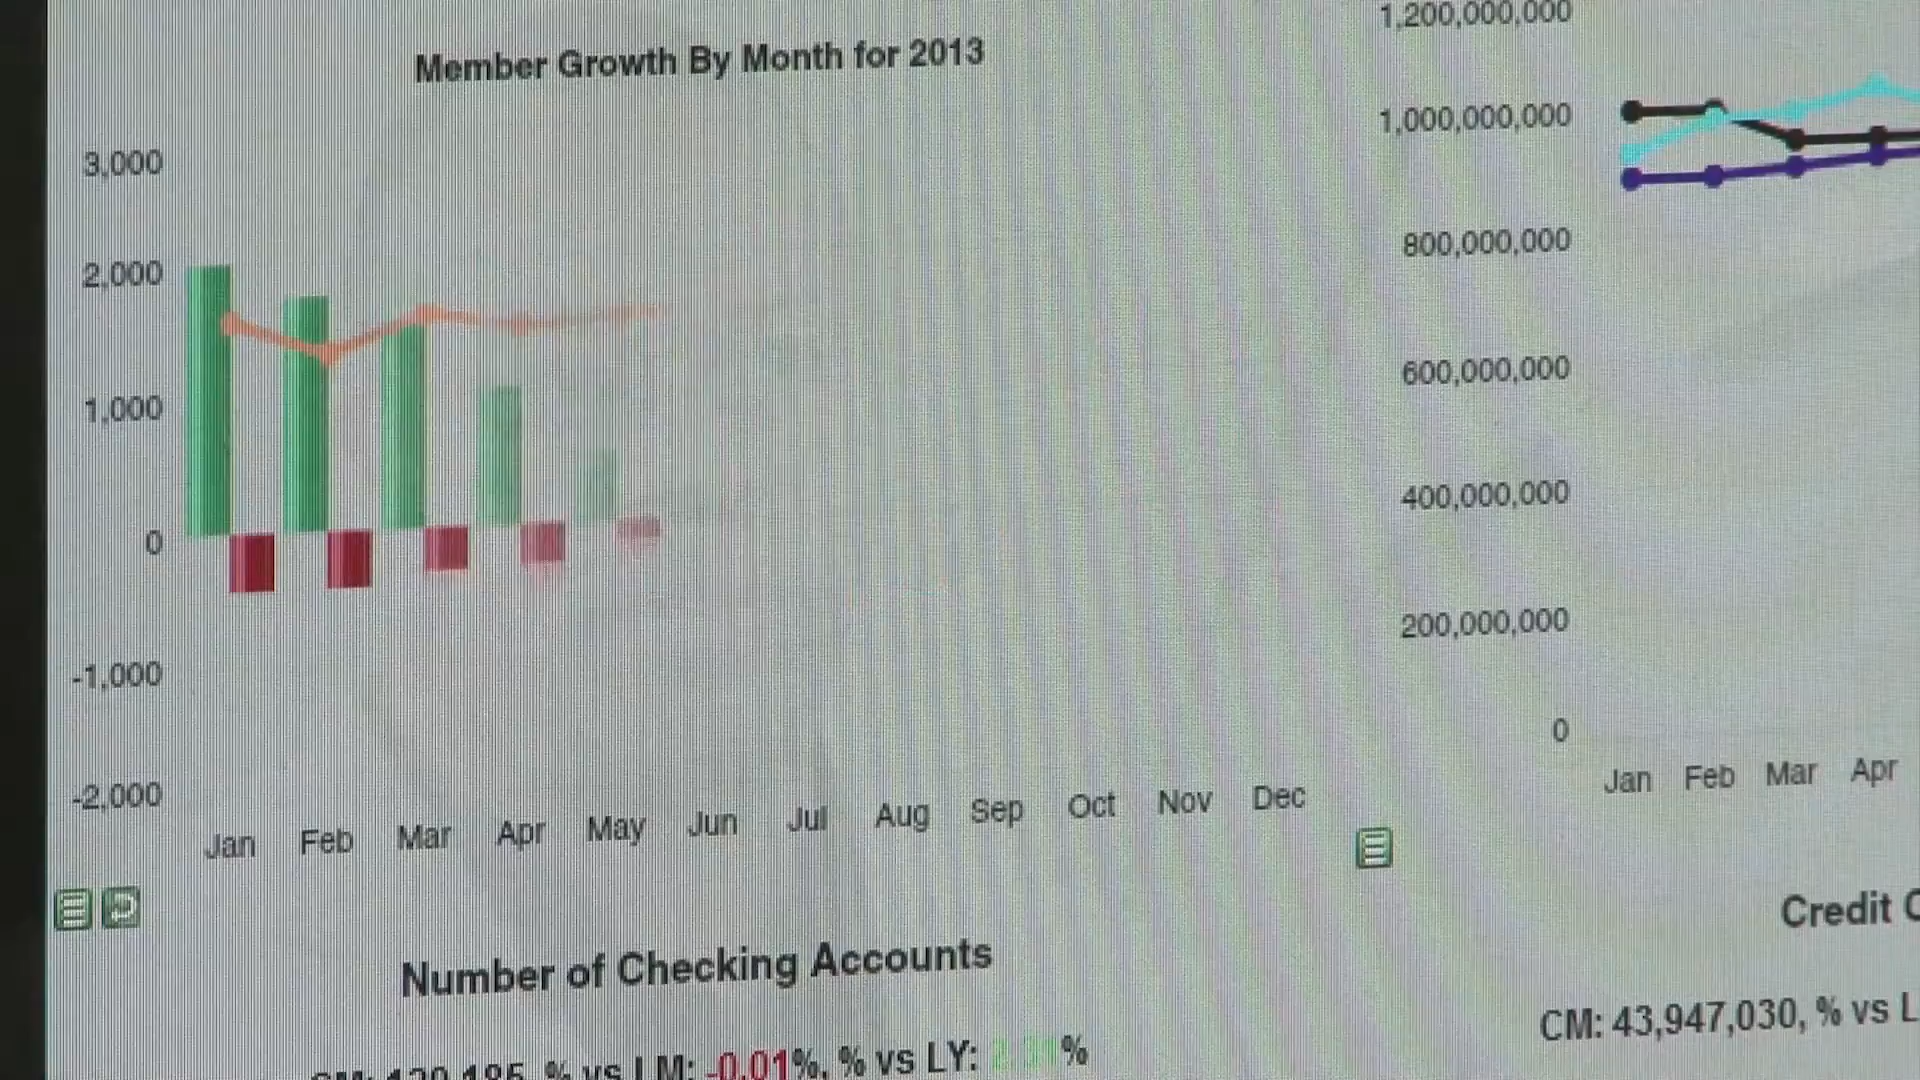 Member Growth By Month for 2013
3,000
2,000
1,000
0
-1,000
-2,000
Jan Feb Mar Apr May Jun Jul Aug Sep Oct Nov Dec
1,200,000,000
1,000,000,000
800,000,000
600,000,000
400,000,000
200,000,000
0
Jan Feb Mar Apr
Number of Checking Accounts
% vs LM: -0.01%, % vs LY: %
Credit
CM: 43,947,030, % vs